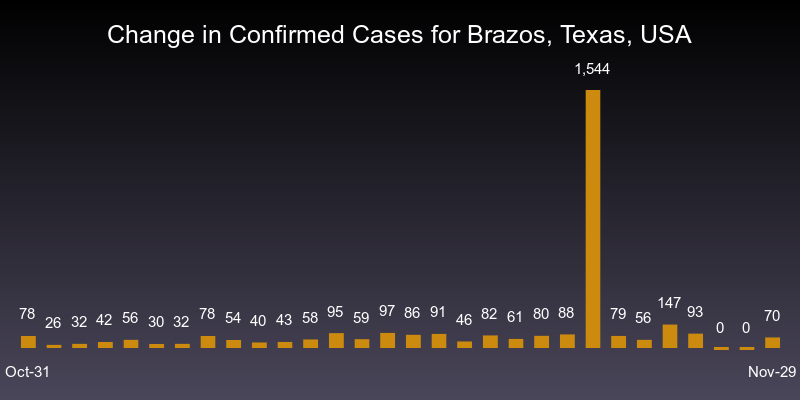 Change in Confirmed Cases for Brazos, Texas, USA
1,544
78 26 32 42 56 30 32 78 54 40 43 58 95 59 97 86 91 46 82 61 80 88 79 56 147 93 0 0 70
Oct-31 Nov-29